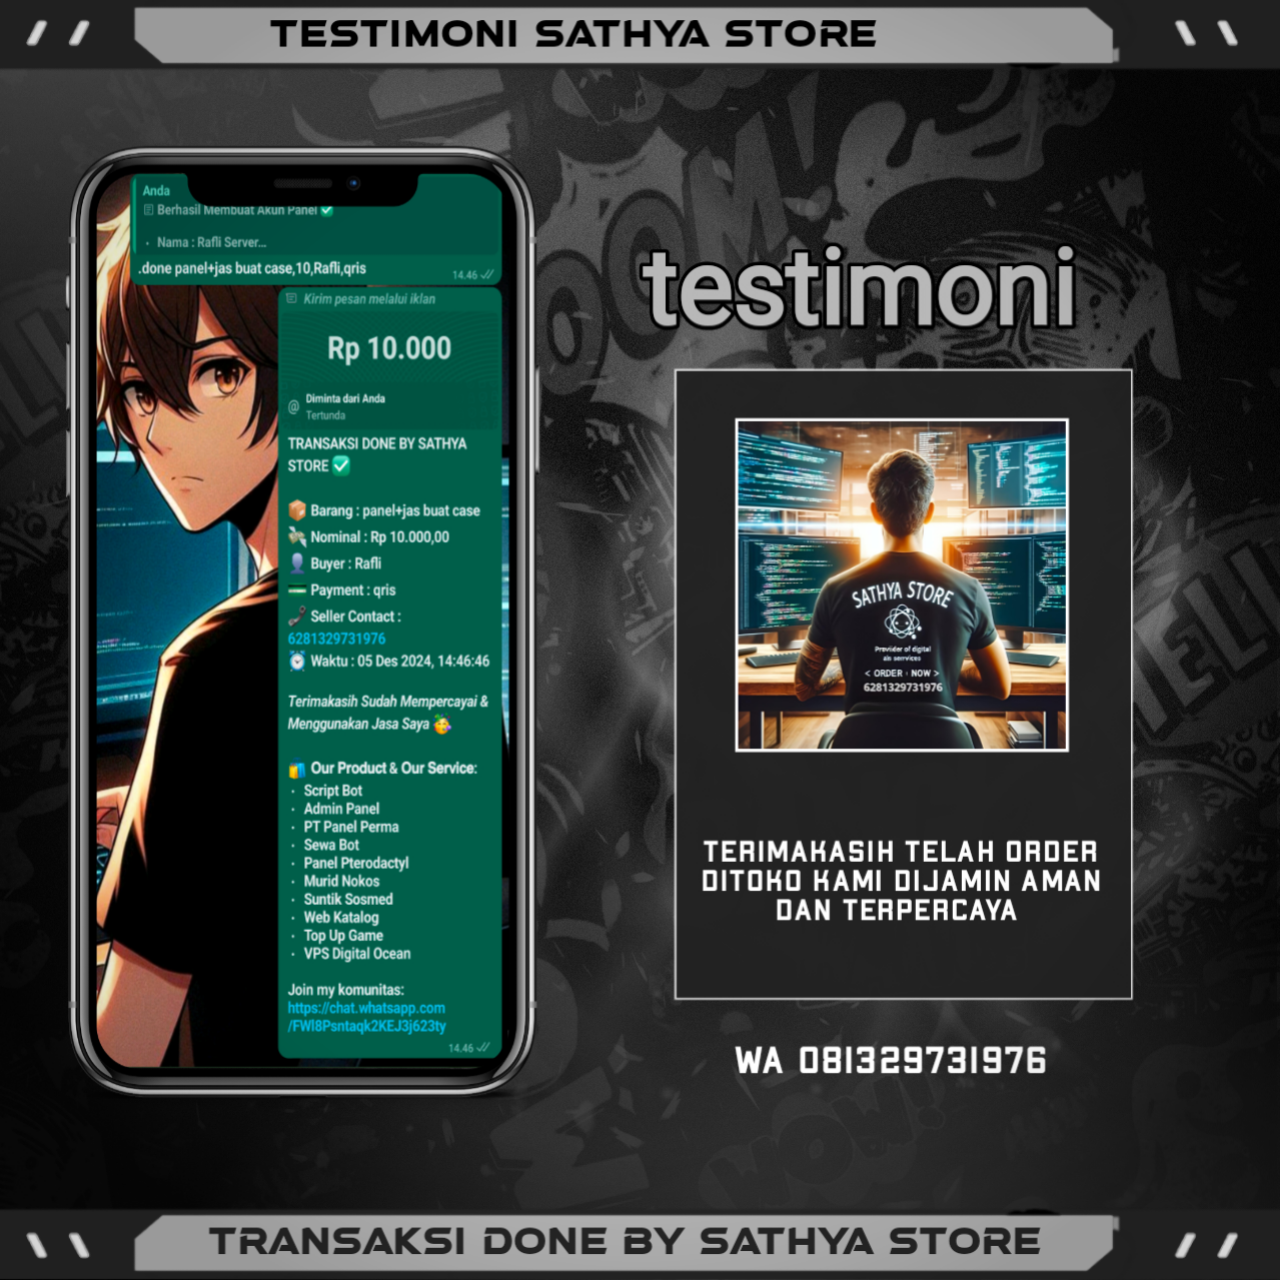 TESTIMONI SATHYA STORE
Anda
Berhasil Membuat Akun Panel ✅
• Nama : Rafli Server...
.done panel+jas buat case,10,Rafli,qris
14.46
Kirim pesan melalui iklan
Rp 10.000
Diminta dari Anda
Tertunda
TRANSAKSI DONE BY SATHYA
STORE ✅
📦 Barang : panel+jas buat case
💸 Nominal : Rp 10.000,00
👤 Buyer : Rafli
💳 Payment : qris
📞 Seller Contact :
6281329731976
⏰ Waktu : 05 Des 2024, 14:46:46
Terimakasih Sudah Mempercayai &
Menggunakan Jasa Saya
🛍️ Our Product & Our Service:
• Script Bot
• Admin Panel
• PT Panel Perma
• Sewa Bot
• Panel Pterodactyl
• Murid Nokos
• Suntik Sosmed
• Web Katalog
• Top Up Game
• VPS Digital Ocean
Join my komunitas:
https://chat.whatsapp.com
/FWl8Psntaqk2KEJ3j623ty
14.46
testimoni
SATHYA STORE
Provider of digital
< ORDER : NOW >
6281329731976
TERIMAKASIH TELAH ORDER
DITOKO KAMI DIJAMIN AMAN
DAN TERPERCAYA
WA 081329731976
TRANSAKSI DONE BY SATHYA STORE